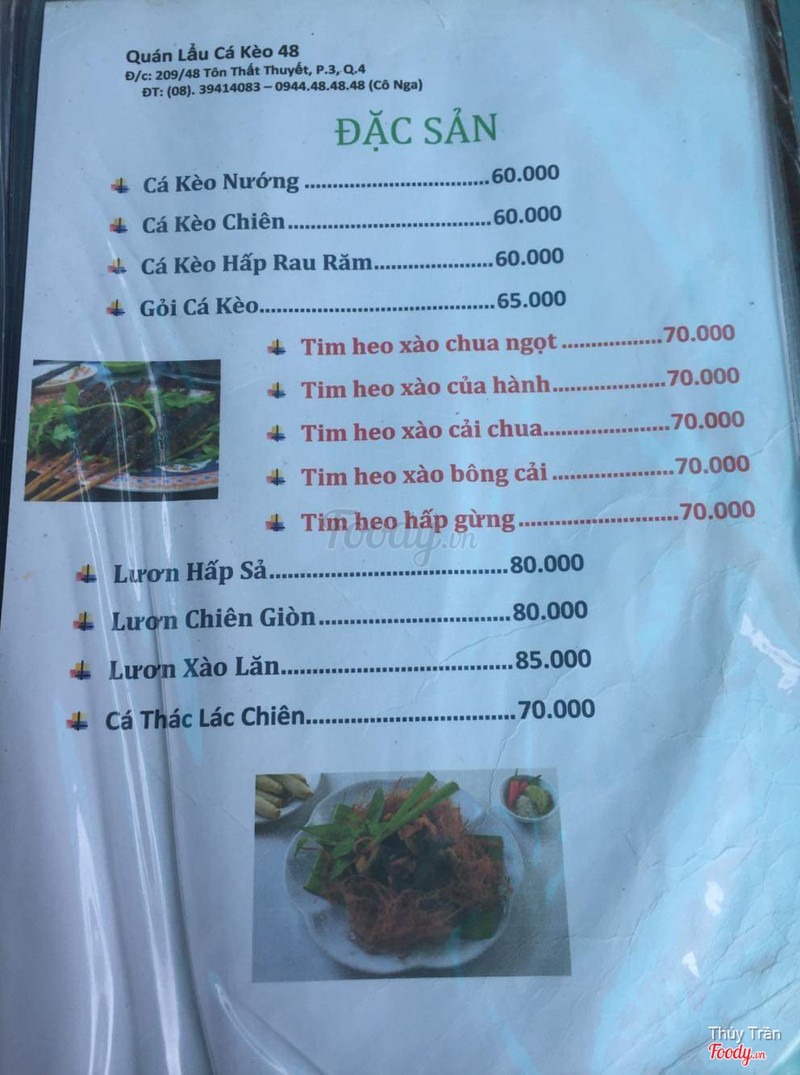 Quán Lẩu Cá Kèo 48
Đ/c: 209/48 Tôn Thất Thuyết, P.3, Q.4
ĐT: (08). 39414083 – 0944.48.48.48 (Cô Nga)
ĐẶC SẢN
Cá Kèo Nướng ................................60.000
Cá Kèo Chiên...................................60.000
Cá Kèo Hấp Rau Răm.....................60.000
Gỏi Cá Kèo.........................................65.000
Tim heo xào chua ngọt .................70.000
Tim heo xào của hành...................70.000
Tim heo xào cải chua.....................70.000
Tim heo xào bông cải ....................70.000
Tim heo hấp gừng ...........................70.000
Foody.vn
Lươn Hấp Sả.......................................80.000
Lươn Chiên Giòn...............................80.000
Lươn Xào Lăn.....................................85.000
Cá Thác Lác Chiên.................................70.000
Thủy Trần
Foody.vn